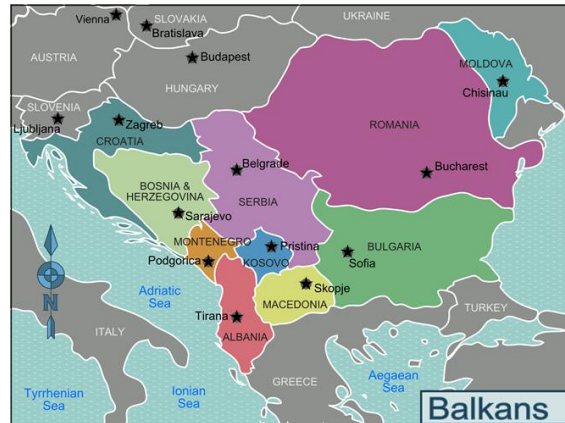 Vienna
SLOVAKIA
Bratislava
UKRAINE
AUSTRIA
Budapest
HUNGARY
MOLDOVA
Chisinau
SLOVENIA
Ljubljana
Zagreb
CROATIA
ROMANIA
Belgrade
Bucharest
BOSNIA &
HERZEGOVINA
SERBIA
Sarajevo
MONTENEGRO
Pristina
BULGARIA
Podgorica
KOSOVO
Sofia
Skopje
Adriatic
Sea
MACEDONIA
N
TURKEY
Tirana
ITALY
ALBANIA
GREECE
Aegaean
Sea
Tyrrhenian
Sea
Ionian
Sea
Balkans